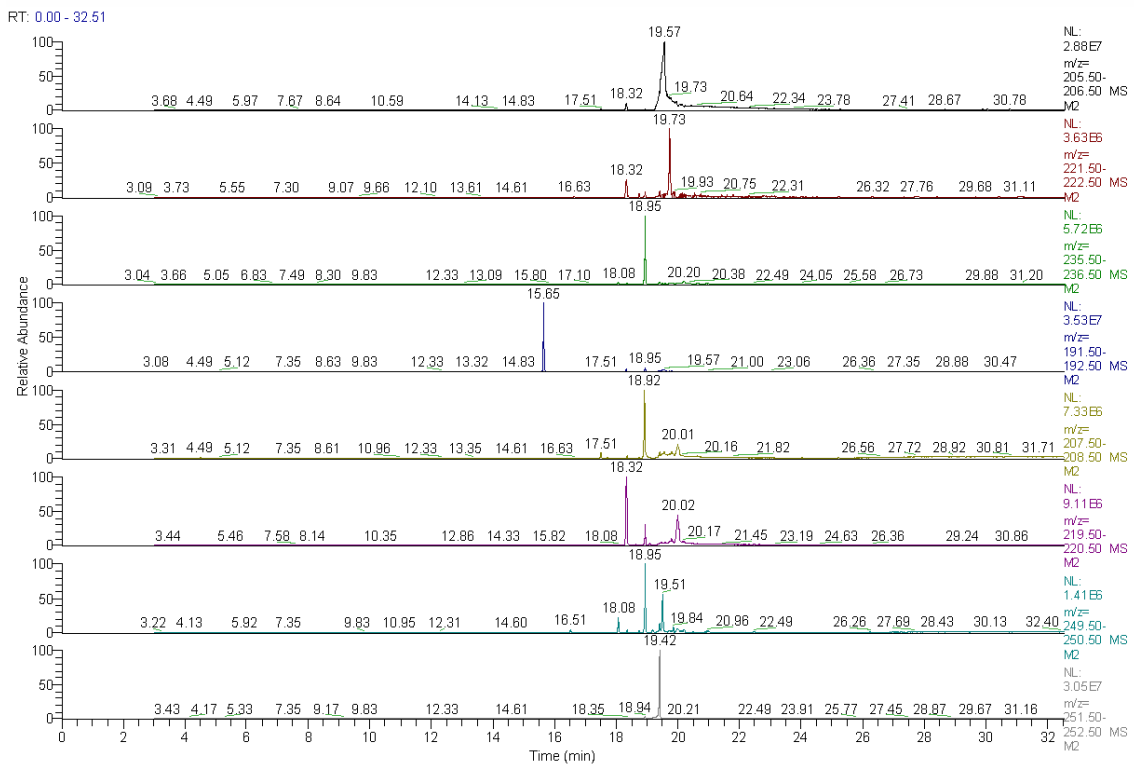 RT: 0.00 - 32.51
Relative Abundance
19.57
100
50
0
3.68 4.49 5.97 7.67 8.64 10.59 14.13 14.83 17.51 18.32 19.73 20.64 22.34 23.78 27.41 28.67 30.78
NL:
2.88E7
m/z=
205.50-
206.50 MS
M2
19.73
100
50
0
3.09 3.73 5.55 7.30 9.07 9.66 12.10 13.61 14.61 16.63 18.32 19.93 20.75 22.31 26.32 27.76 29.68 31.11
NL:
3.63E6
m/z=
221.50-
222.50 MS
M2
18.95
100
50
0
3.04 3.66 5.05 6.83 7.49 8.30 9.83 12.33 13.09 15.80 17.10 18.08 20.20 20.38 22.49 24.05 25.58 26.73 29.88 31.20
NL:
5.72E6
m/z=
235.50-
236.50 MS
M2
15.65
100
50
0
3.08 4.49 5.12 7.35 8.63 9.83 12.33 13.32 14.83 17.51 18.95 19.57 21.00 23.06 26.36 27.35 28.88 30.47
NL:
3.53E7
m/z=
191.50-
192.50 MS
M2
18.92
100
50
0
3.31 4.49 5.12 7.35 8.61 10.96 12.33 13.35 14.61 16.63 17.51 20.01 20.16 21.82 26.56 27.72 28.92 30.81 31.71
NL:
7.33E6
m/z=
207.50-
208.50 MS
M2
18.32
100
50
0
3.44 5.46 7.58 8.14 10.35 12.86 14.33 15.82 18.08 20.02 20.17 21.45 23.19 24.63 26.36 29.24 30.86
NL:
9.11E6
m/z=
219.50-
220.50 MS
M2
18.95
100
50
0
3.22 4.13 5.92 7.35 9.83 10.95 12.31 14.60 16.51 18.08 19.51 19.84 20.96 22.49 26.26 27.69 28.43 30.13 32.40
NL:
1.41E6
m/z=
249.50-
250.50 MS
M2
19.42
100
50
0
3.43 4.17 5.33 7.35 9.17 9.83 12.33 14.61 18.35 18.94 20.21 22.49 23.91 25.77 27.45 28.87 29.67 31.16
NL:
3.05E7
m/z=
251.50-
252.50 MS
M2
0 2 4 6 8 10 12 14 16 18 20 22 24 26 28 30 32
Time (min)